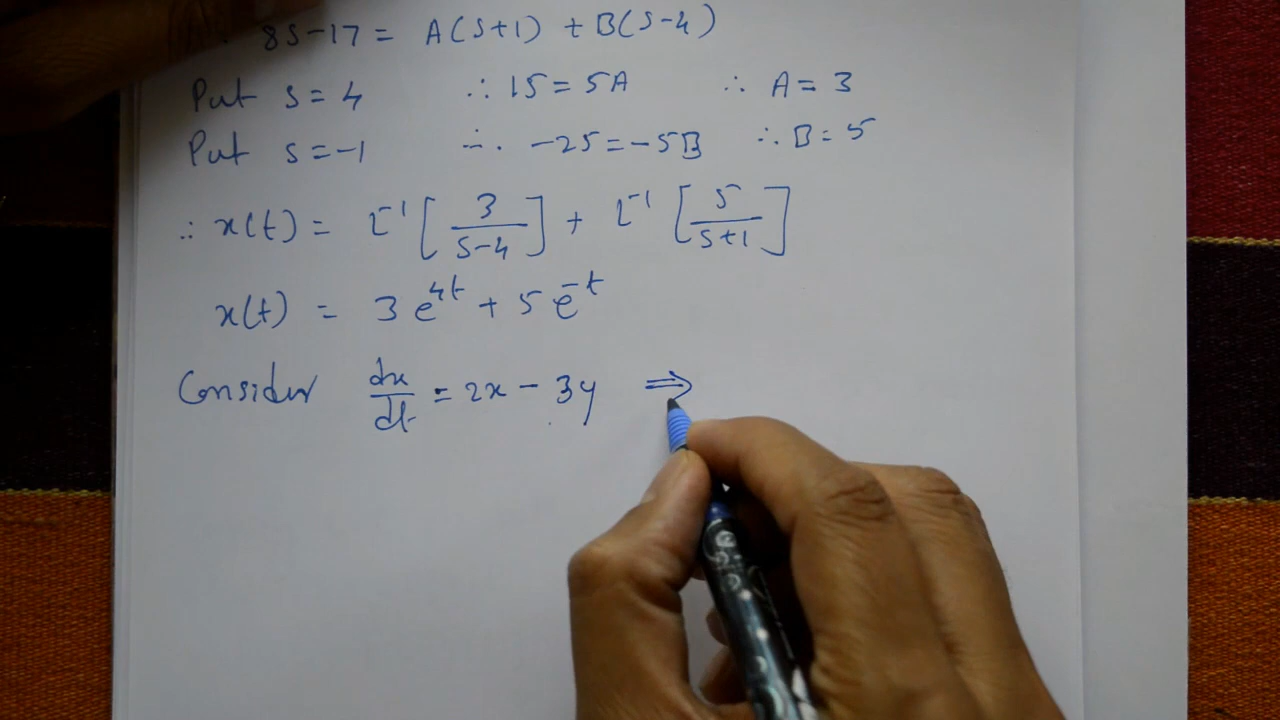 8s-17 = A(s+1) + B(s-4)
Put s = 4 ∴ 15 = 5A ∴ A = 3
Put s = -1 ∴ -25 = -5B ∴ B = 5
∴ x(t) = L⁻¹ [3/(s-4)] + L⁻¹ [5/(s+1)]
x(t) = 3e^{4t} + 5e^{-t}
Consider dx/dt = 2x - 3y ⇒